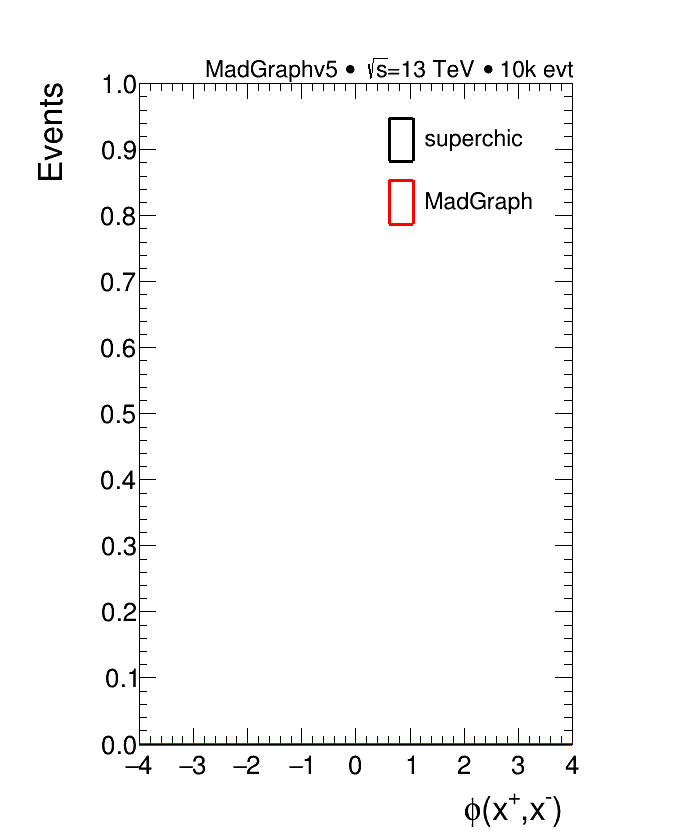 MadGraphv5 • √s=13 TeV • 10k evt
Events
1.0
0.9
0.8
0.7
0.6
0.5
0.4
0.3
0.2
0.1
0.0
superchic
MadGraph
−4 −3 −2 −1 0 1 2 3 4
ϕ(x⁺,x⁻)